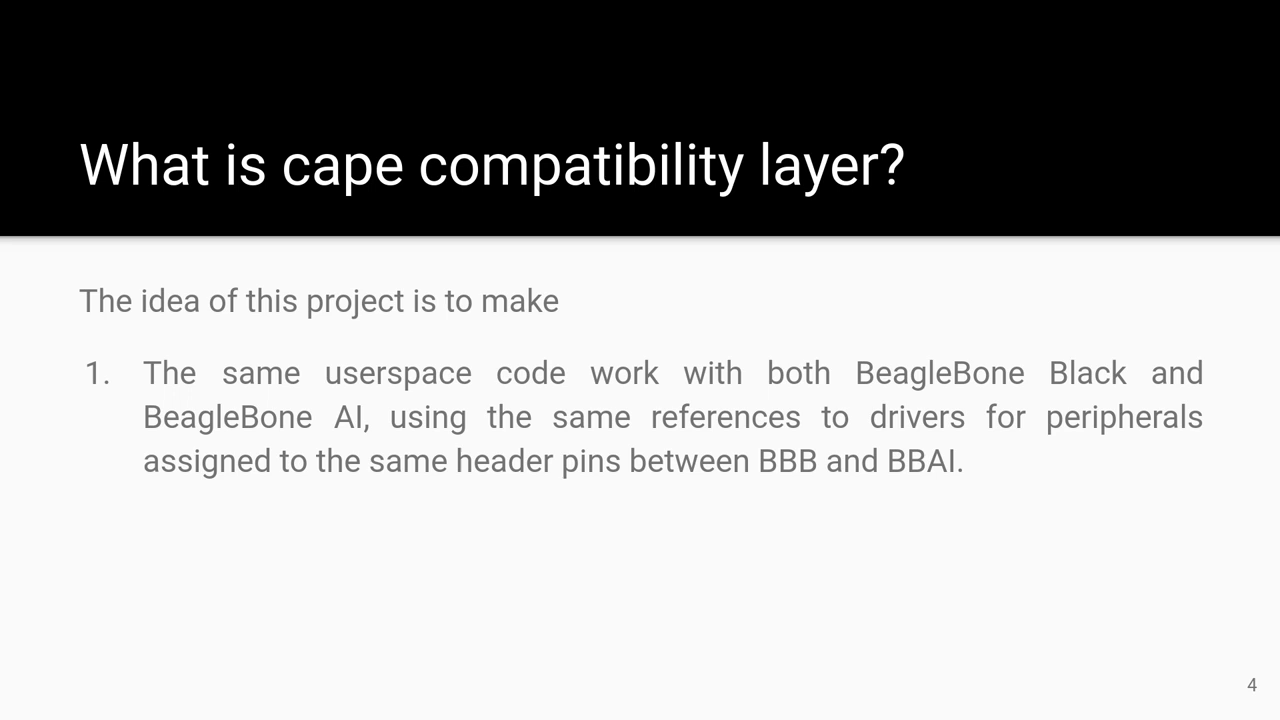 What is cape compatibility layer?
The idea of this project is to make
1. The same userspace code work with both BeagleBone Black and
BeagleBone AI, using the same references to drivers for peripherals
assigned to the same header pins between BBB and BBAI.
4